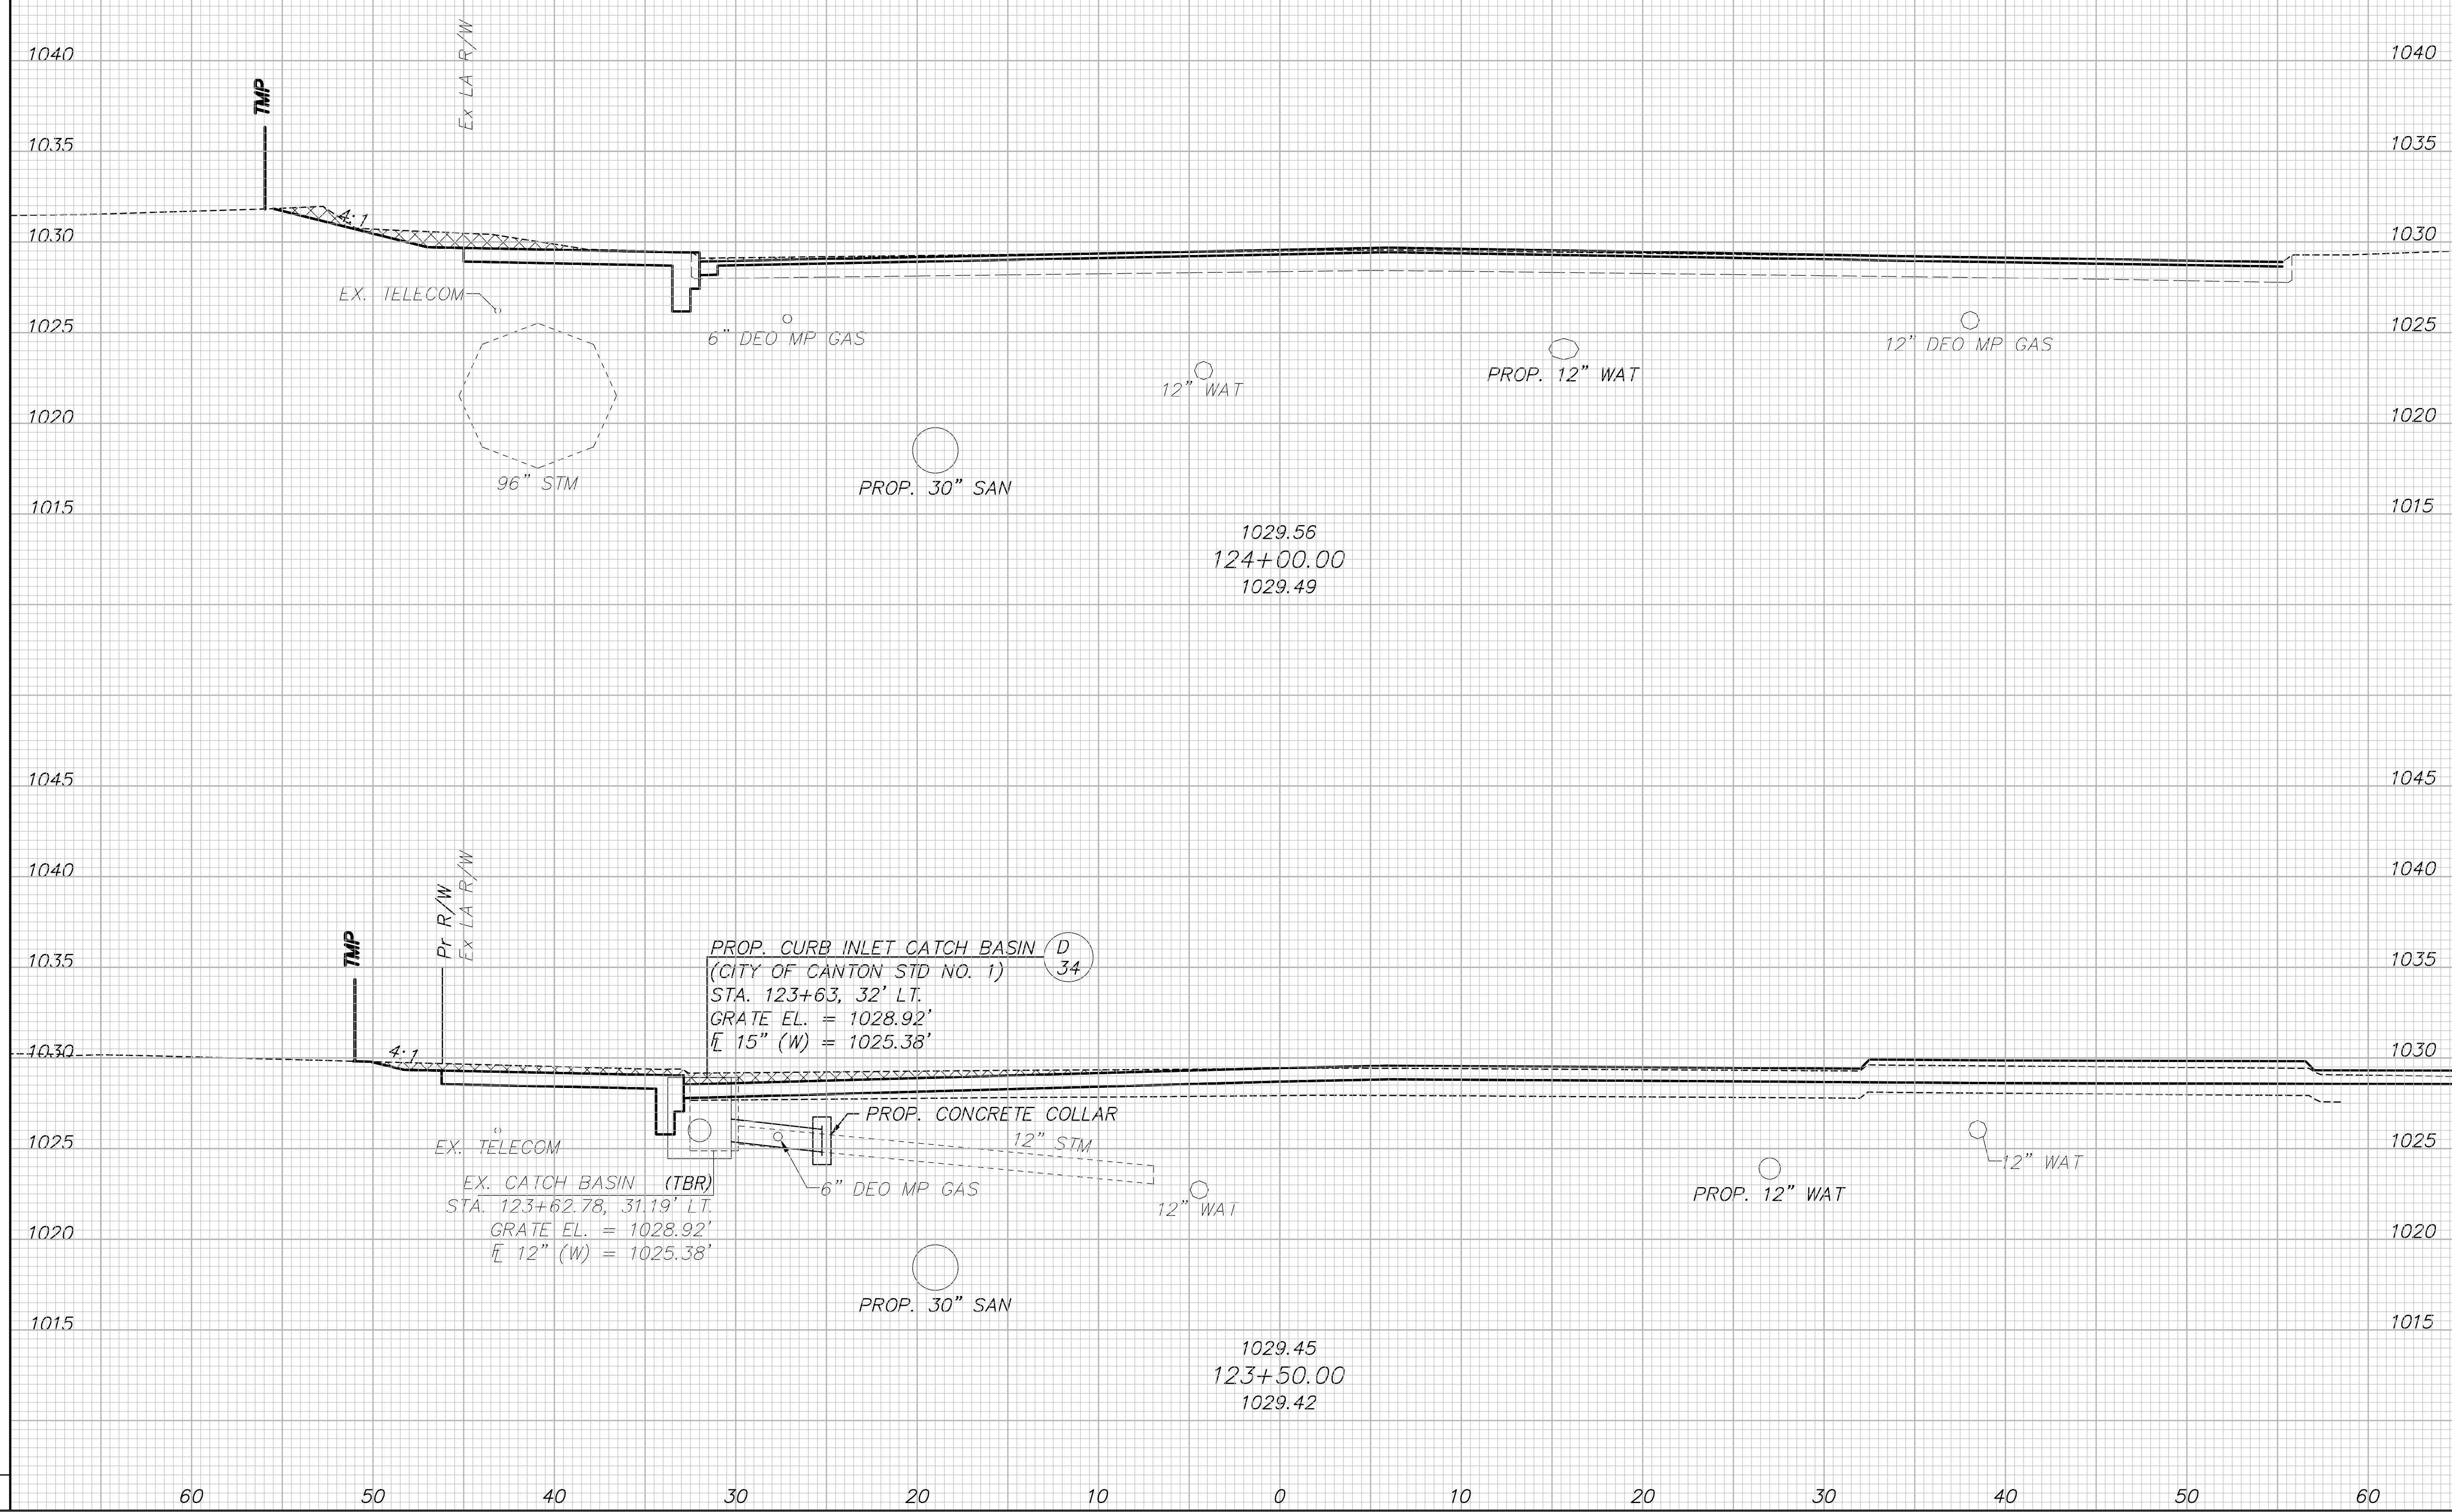 1040
Ex LA R/W
1040
TMP
1035
1035
4:1
1030
1030
EX. TELECOM
1025
6" DEO MP GAS
12" DEO MP GAS
1025
12" WAT
PROP. 12" WAT
1020
1020
96" STM
PROP. 30" SAN
1015
1015
1029.56
124+00.00
1029.49
1045
1045
1040
1040
TMP
Pr R/W
Ex LA R/W
1035
1035
PROP. CURB INLET CATCH BASIN
D
34
(CITY OF CANTON STD NO. 1)
STA. 123+63, 32' LT.
GRATE EL. = 1028.92'
FL 15" (W) = 1025.38'
1030
4:1
1030
PROP. CONCRETE COLLAR
12" STM
1025
EX. TELECOM
1025
12" WAT
EX. CATCH BASIN (TBR)
STA. 123+62.78, 31.19' LT.
GRATE EL. = 1028.92'
FL 12" (W) = 1025.38'
6" DEO MP GAS
12" WAT
PROP. 12" WAT
1020
1020
PROP. 30" SAN
1015
1015
1029.45
123+50.00
1029.42
60 50 40 30 20 10 0 10 20 30 40 50 60